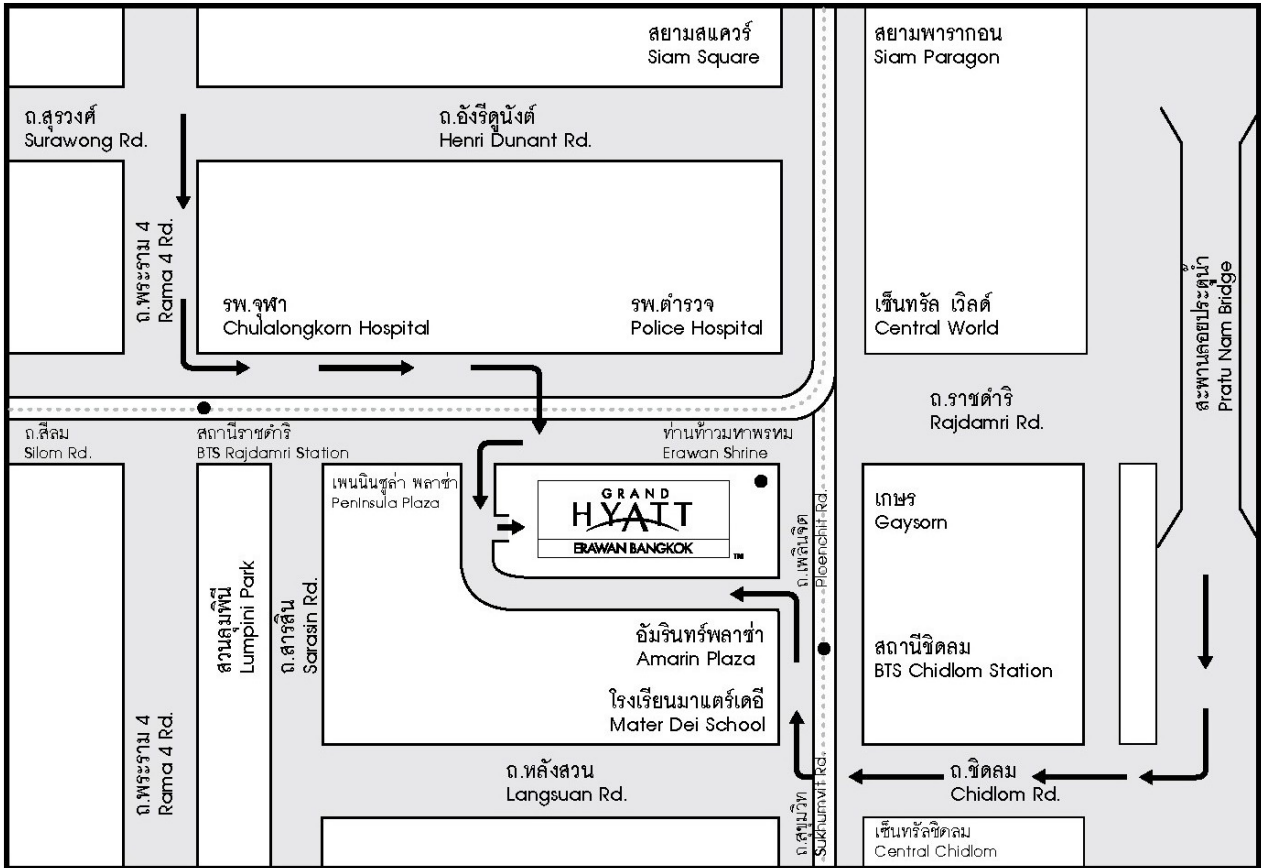 สยามสแควร์
Siam Square
สยามพารากอน
Siam Paragon
ถ.สุรวงศ์
Surawong Rd.
ถ.อังรีดูนังต์
Henri Dunant Rd.
ถ.พระราม 4
Rama 4 Rd.
รพ.จุฬา
Chulalongkorn Hospital
รพ.ตำรวจ
Police Hospital
เซ็นทรัล เวิลด์
Central World
สะพานลอยประตูน้ำ
Pratu Nam Bridge
ถ.ราชดำริ
Rajdamri Rd.
ถ.สีลม
Silom Rd.
สถานีราชดำริ
BTS Rajdamri Station
ท่านท้าวมหาพรหม
Erawan Shrine
เพนนินซูล่า พลาซ่า
Peninsula Plaza
GRAND
HYATT
ERAWAN BANGKOK
TM
ถ.เพลินจิต
Ploenchit Rd.
เกษร
Gaysorn
สวนลุมพินี
Lumpini Park
ถ.สารสิน
Sarasin Rd.
อัมรินทร์พลาซ่า
Amarin Plaza
สถานีชิดลม
BTS Chidlom Station
โรงเรียนมาแตร์เดอี
Mater Dei School
ถ.พระราม 4
Rama 4 Rd.
ถ.หลังสวน
Langsuan Rd.
ถ.สุขุมวิท
Sukhumvit Rd.
ถ.ชิดลม
Chidlom Rd.
เซ็นทรัลชิดลม
Central Chidlom